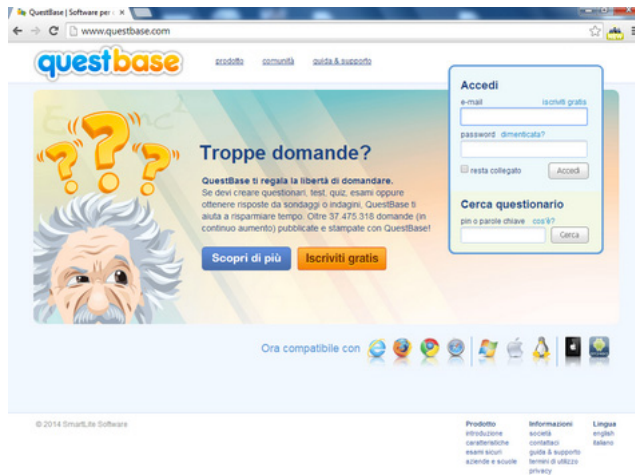 QuestBase | Software per
www.questbase.com
questbase
prodotto comunità guida & supporto
Accedi
e-mail iscriviti gratis
password dimenticata?
resta collegato Accedi
Troppe domande?
QuestBase ti regala la libertà di domandare.
Se devi creare questionari, test, quiz, esami oppure
ottenere risposte da sondaggi o indagini, QuestBase ti
aiuta a risparmiare tempo. Oltre 37.475.318 domande (in
continuo aumento) pubblicate e stampate con QuestBase!
Scopri di più Iscriviti gratis
Cerca questionario
pin o parole chiave cos'è?
Cerca
Ora compatibile con
© 2014 SmartLite Software
Prodotto Informazioni Lingua
introduzione società english
caratteristiche contattaci italiano
esami sicuri guida & supporto
aziende e scuole termini di utilizzo
privacy